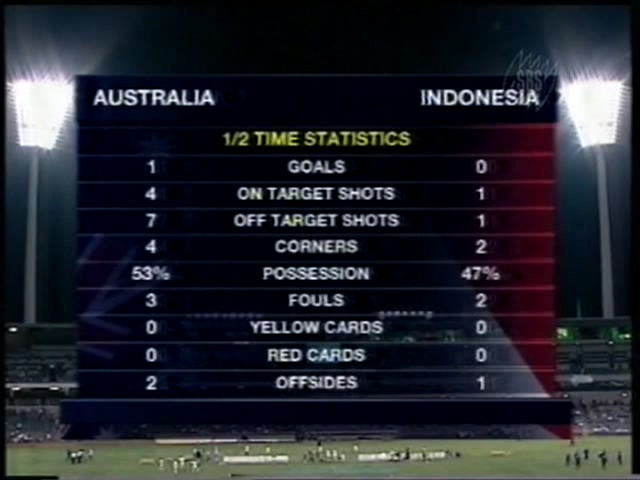 SBS
AUSTRALIA INDONESIA
1/2 TIME STATISTICS
1 GOALS 0
4 ON TARGET SHOTS 1
7 OFF TARGET SHOTS 1
4 CORNERS 2
53% POSSESSION 47%
3 FOULS 2
0 YELLOW CARDS 0
0 RED CARDS 0
2 OFFSIDES 1